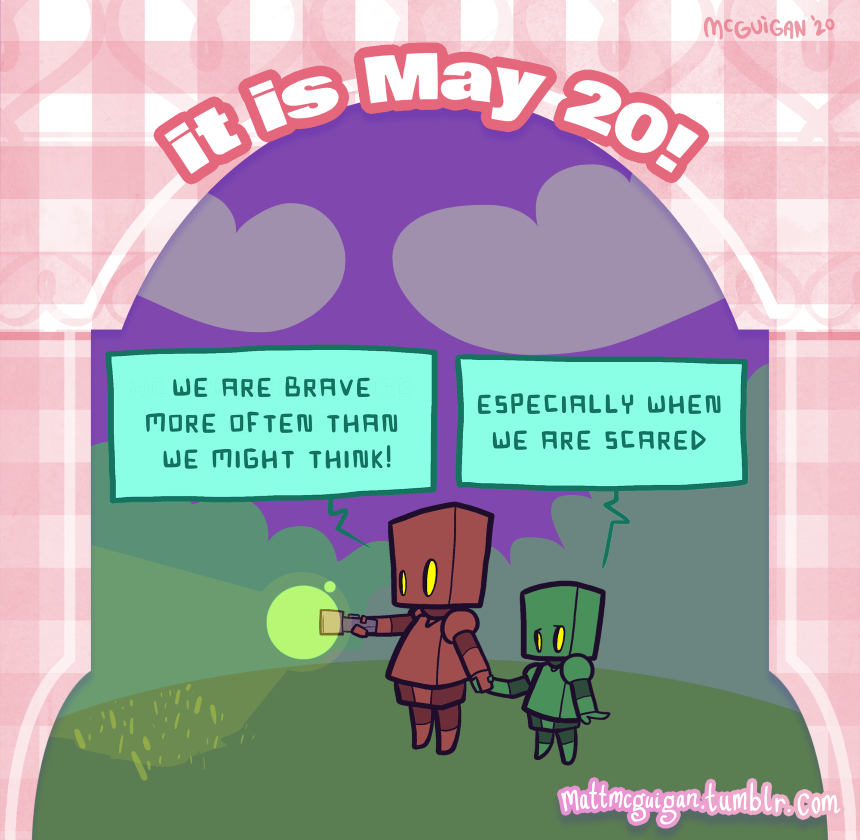 McGUiGAN '20
it is May 20!
WE ARE BRAVE
MORE OFTEN THAN
WE MIGHT THINK!
ESPECIALLY WHEN
WE ARE SCARED
mattmcguigan.tumblr.com